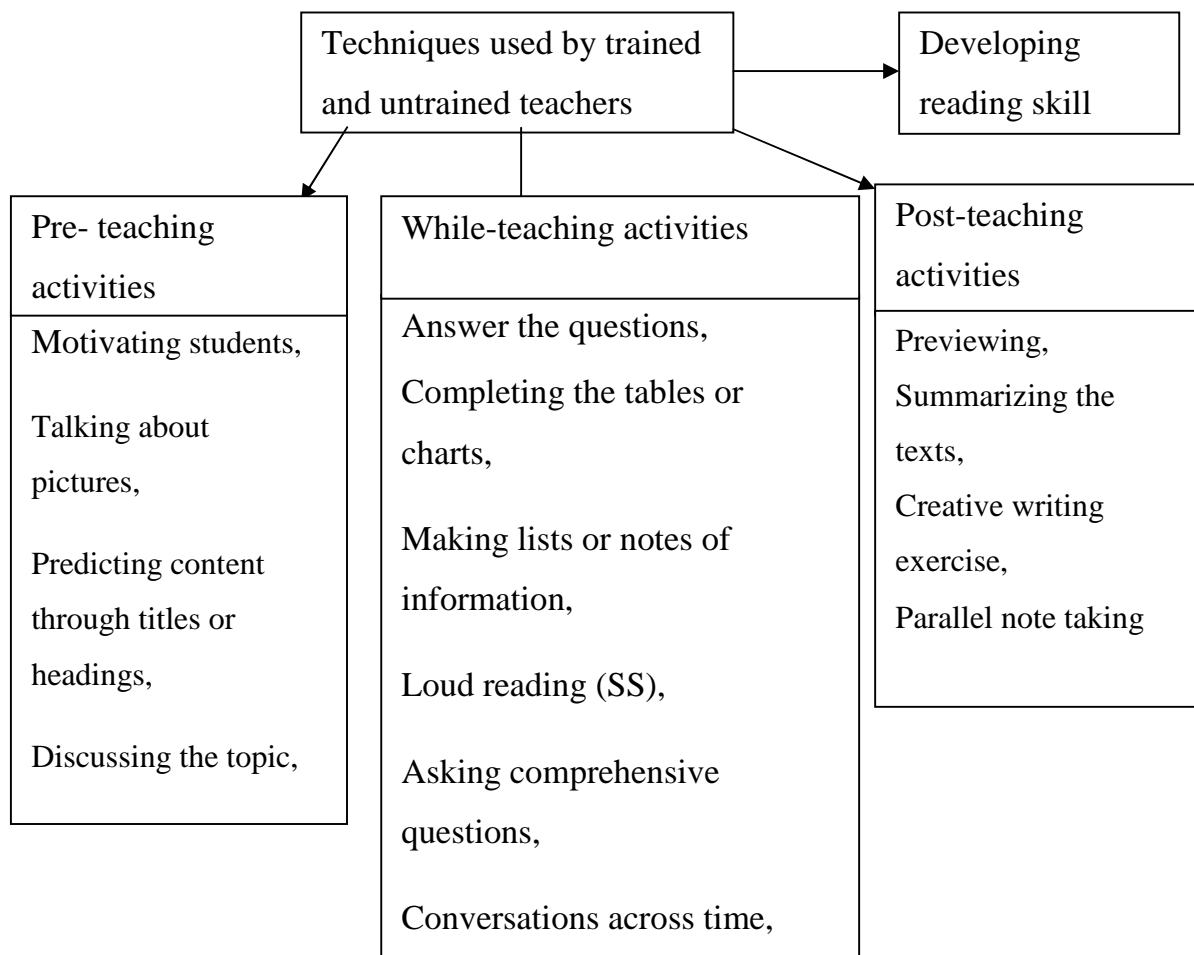 Techniques used by trained
and untrained teachers
Developing
reading skill
Pre- teaching
activities
Motivating students,
Talking about
pictures,
Predicting content
through titles or
headings,
Discussing the topic,
While-teaching activities
Answer the questions,
Completing the tables or
charts,
Making lists or notes of
information,
Loud reading (SS),
Asking comprehensive
questions,
Conversations across time,
Post-teaching
activities
Previewing,
Summarizing the
texts,
Creative writing
exercise,
Parallel note taking